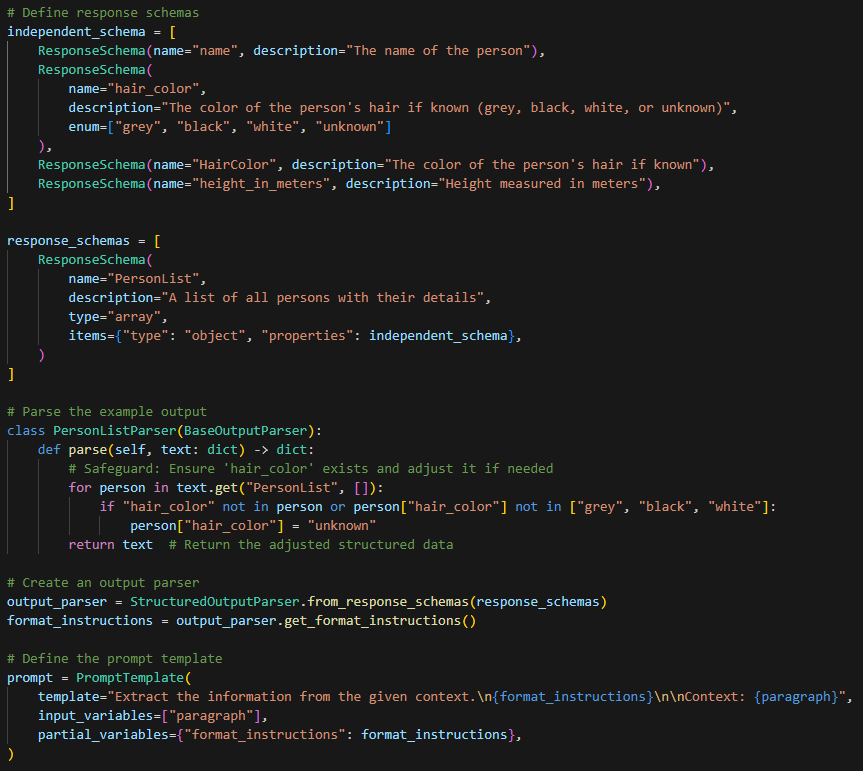 # Define response schemas
independent_schema = [
    ResponseSchema(name="name", description="The name of the person"),
    ResponseSchema(
        name="hair_color",
        description="The color of the person's hair if known (grey, black, white, or unknown)",
        enum=["grey", "black", "white", "unknown"]
    ),
    ResponseSchema(name="HairColor", description="The color of the person's hair if known"),
    ResponseSchema(name="height_in_meters", description="Height measured in meters"),
]

response_schemas = [
    ResponseSchema(
        name="PersonList",
        description="A list of all persons with their details",
        type="array",
        items={"type": "object", "properties": independent_schema},
    )
]

# Parse the example output
class PersonListParser(BaseOutputParser):
    def parse(self, text: dict) -> dict:
        # Safeguard: Ensure 'hair_color' exists and adjust it if needed
        for person in text.get("PersonList", []):
            if "hair_color" not in person or person["hair_color"] not in ["grey", "black", "white"]:
                person["hair_color"] = "unknown"
        return text  # Return the adjusted structured data

# Create an output parser
output_parser = StructuredOutputParser.from_response_schemas(response_schemas)
format_instructions = output_parser.get_format_instructions()

# Define the prompt template
prompt = PromptTemplate(
    template="Extract the information from the given context.\n{format_instructions}\n\nContext: {paragraph}",
    input_variables=["paragraph"],
    partial_variables={"format_instructions": format_instructions},
)